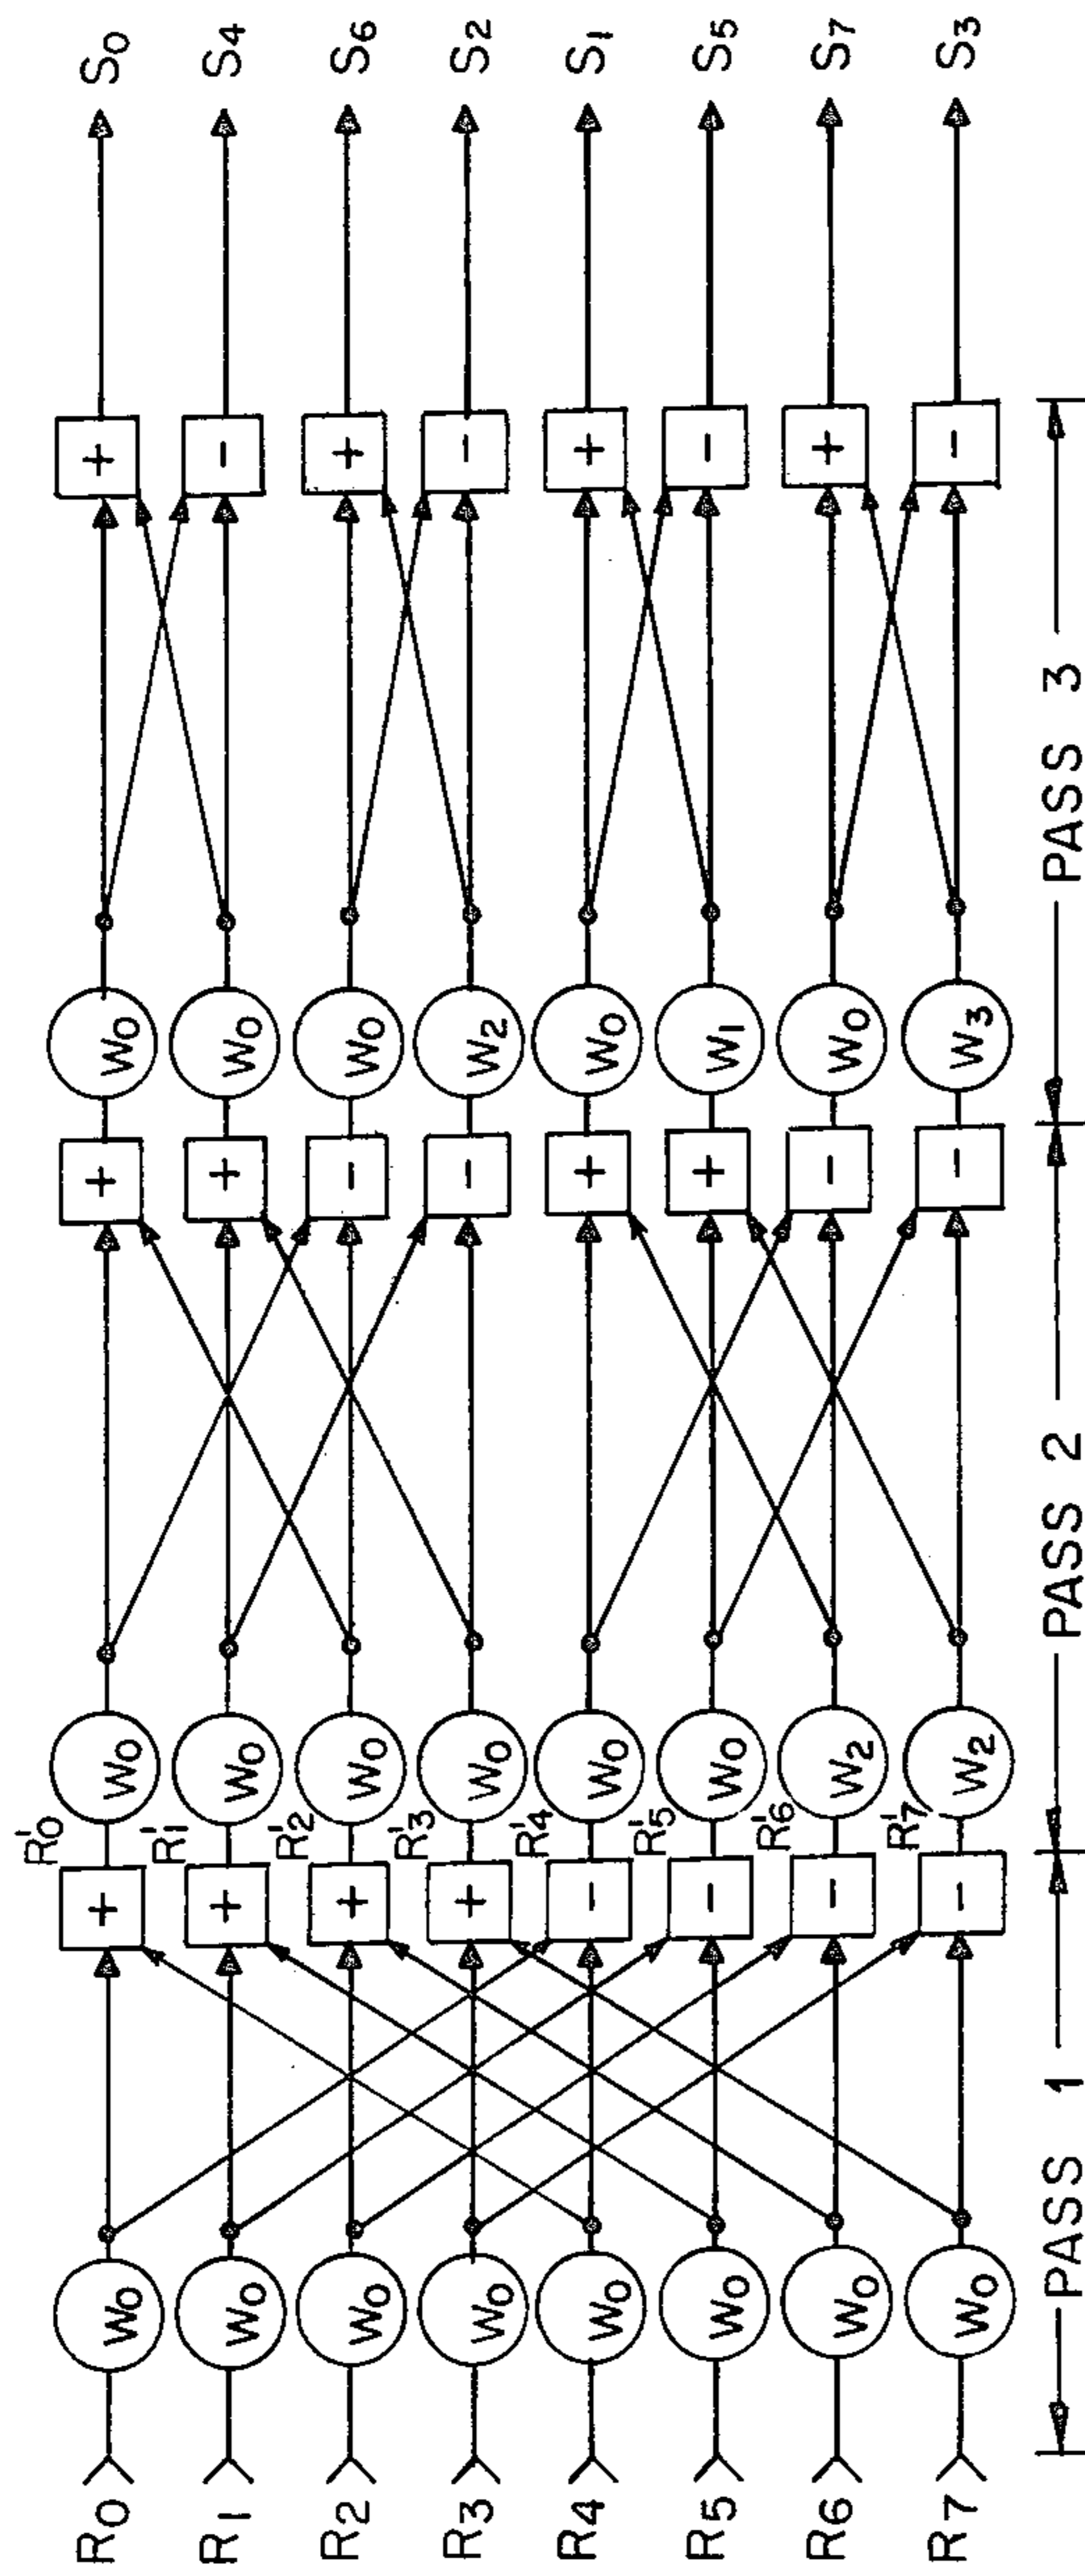 R0 W0 + R'0 W0 + W0 + S0
R1 W0 + R'1 W0 + W0 - S4
R2 W0 + R'2 W0 - W0 + S6
R3 W0 + R'3 W0 - W2 - S2
R4 W0 - R'4 W0 + W0 + S1
R5 W0 - R'5 W0 + W1 - S5
R6 W0 - R'6 W2 - W0 + S7
R7 W0 - R'7 W2 - W3 - S3
PASS 1 PASS 2 PASS 3